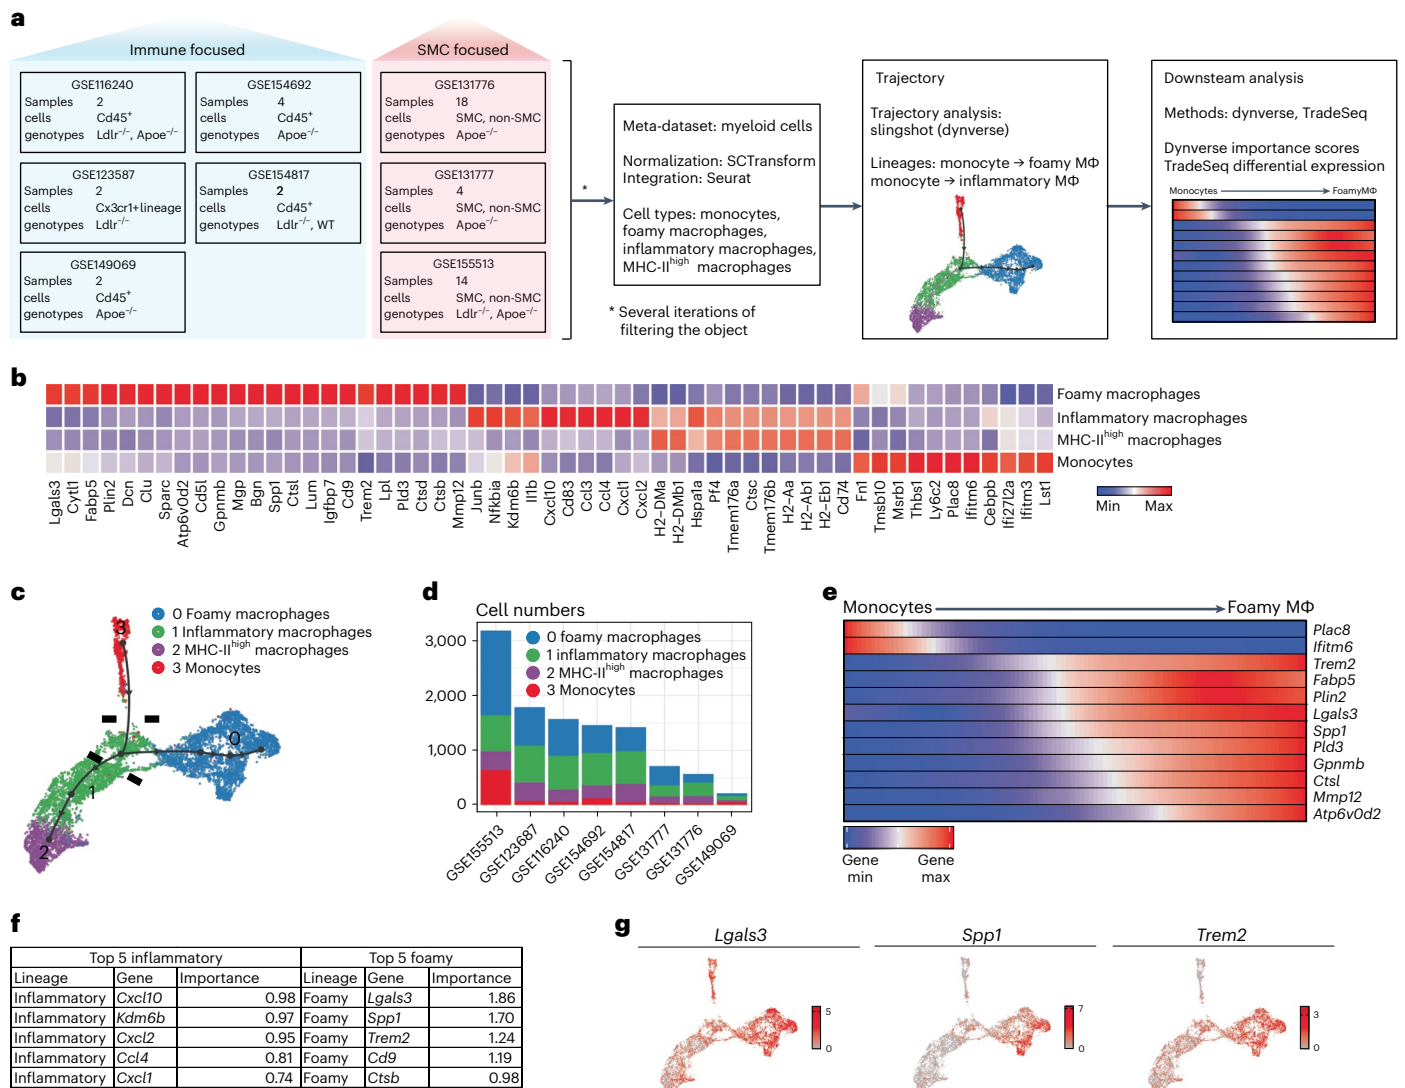 a
Immune focused
SMC focused
GSE116240
Samples 2
cells Cd45+
genotypes Ldlr−/−, Apoe−/−
GSE154692
Samples 4
cells Cd45+
genotypes Apoe−/−
GSE131776
Samples 18
cells SMC, non-SMC
genotypes Apoe−/−
GSE123587
Samples 2
cells Cx3cr1+lineage
genotypes Ldlr−/−
GSE154817
Samples 2
cells Cd45+
genotypes Ldlr−/−, WT
GSE131777
Samples 4
cells SMC, non-SMC
genotypes Apoe−/−
GSE149069
Samples 2
cells Cd45+
genotypes Apoe−/−
GSE155513
Samples 14
cells SMC, non-SMC
genotypes Ldlr−/−, Apoe−/−
*
Meta-dataset: myeloid cells
Normalization: SCTransform
Integration: Seurat
Cell types: monocytes,
foamy macrophages,
inflammatory macrophages,
MHC-IIhigh macrophages
* Several iterations of
filtering the object
Trajectory
Trajectory analysis:
slingshot (dynverse)
Lineages: monocyte → foamy MΦ
monocyte → inflammatory MΦ
Downsteam analysis
Methods: dynverse, TradeSeq
Dynverse importance scores
TradeSeq differential expression
Monocytes FoamyMΦ
b
Foamy macrophages
Inflammatory macrophages
MHC-IIhigh macrophages
Monocytes
Lgals3
Cytl1
Fabp5
Plin2
Dcn
Clu
Sparc
Atp6v0d2
Cd5l
Gpnmb
Mgp
Bgn
Spp1
Ctsl
Lum
Igfbp7
Cd9
Trem2
Lpl
Pld3
Ctsd
Ctsb
Mmp12
Junb
Nfkbia
Kdm6b
Il1b
Cxcl10
Cd83
Ccl3
Ccl4
Cxcl1
Cxcl2
H2–DMa
H2–DMb1
Hspa1a
Pf4
Tmem176a
Ctsc
Tmem176b
H2–Aa
H2–Ab1
H2–Eb1
Cd74
Fn1
Tmsb10
Msrb1
Thbs1
Ly6c2
Plac8
Ifitm6
Cebpb
Ifi27l2a
Ifitm3
Lst1
Min Max
c
0 Foamy macrophages
1 Inflammatory macrophages
2 MHC-IIhigh macrophages
3 Monocytes
3
0
1
2
d
Cell numbers
0 foamy macrophages
1 inflammatory macrophages
2 MHC-IIhigh macrophages
3 Monocytes
3,000
2,000
1,000
0
GSE155513
GSE123687
GSE116240
GSE154692
GSE154817
GSE131777
GSE131776
GSE149069
e
Monocytes Foamy MΦ
Plac8
Ifitm6
Trem2
Fabp5
Plin2
Lgals3
Spp1
Pld3
Gpnmb
Ctsl
Mmp12
Atp6v0d2
Gene min
Gene max
f
Top 5 inflammatory Top 5 foamy
Lineage Gene Importance Lineage Gene Importance
Inflammatory Cxcl10 0.98 Foamy Lgals3 1.86
Inflammatory Kdm6b 0.97 Foamy Spp1 1.70
Inflammatory Cxcl2 0.95 Foamy Trem2 1.24
Inflammatory Ccl4 0.81 Foamy Cd9 1.19
Inflammatory Cxcl1 0.74 Foamy Ctsb 0.98
g
Lgals3
5
0
Spp1
7
0
Trem2
3
0